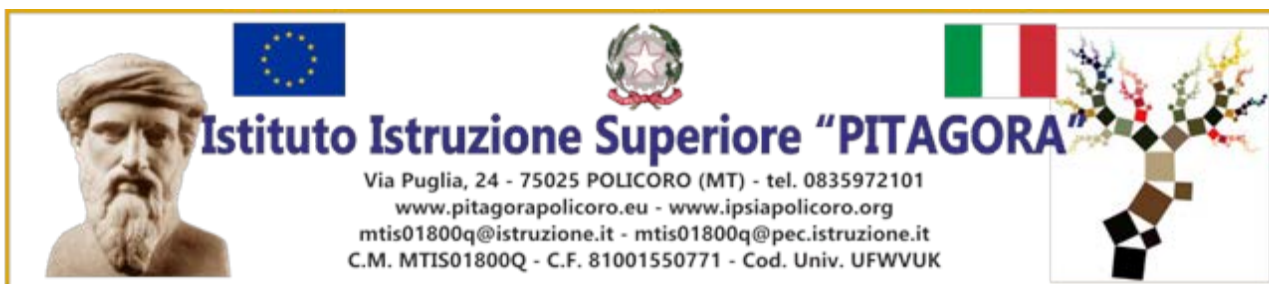 Istituto Istruzione Superiore “PITAGORA”
Via Puglia, 24 - 75025 POLICORO (MT) - tel. 0835972101
www.pitagorapolicoro.eu - www.ipsiapolicoro.org
mtis01800q@istruzione.it - mtis01800q@pec.istruzione.it
C.M. MTIS01800Q - C.F. 81001550771 - Cod. Univ. UFWVUK